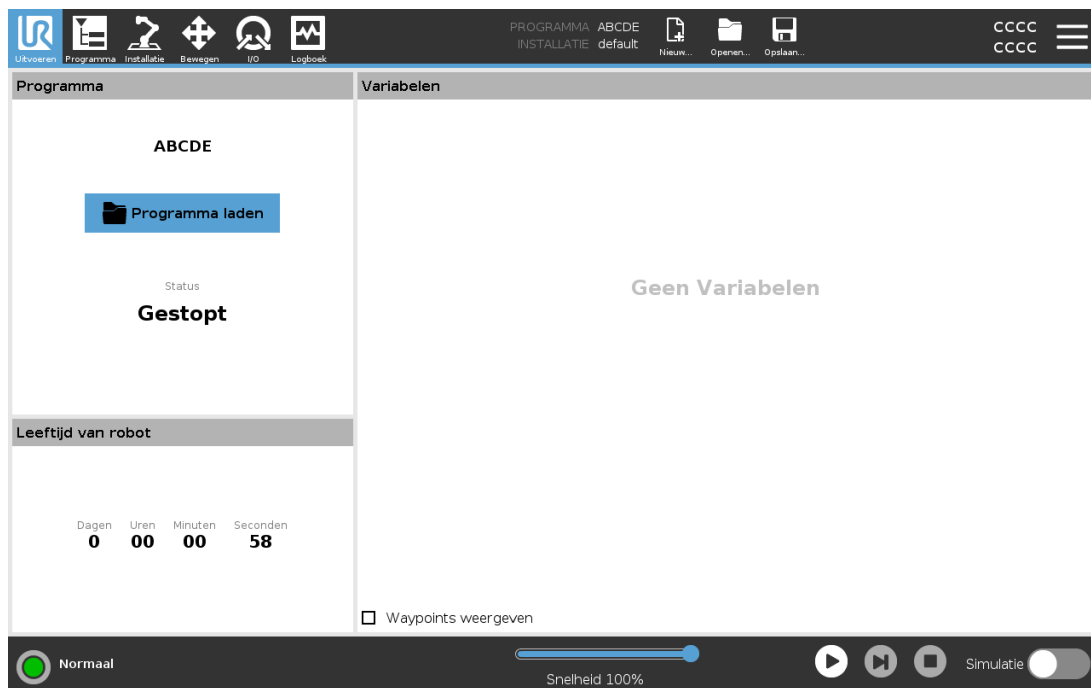 PROGRAMMA ABCDE
INSTALLATIE default
CCCC
CCCC
Uitvoeren Programma Installatie Bewegen I/O Logboek Nieuw... Openen... Opslaan...
Programma
Variabelen
ABCDE
Programma laden
Status
Gestopt
Geen Variabelen
Leeftijd van robot
Dagen Uren Minuten Seconden
0 00 00 58
Waypoints weergeven
Normaal
Snelheid 100%
Simulatie